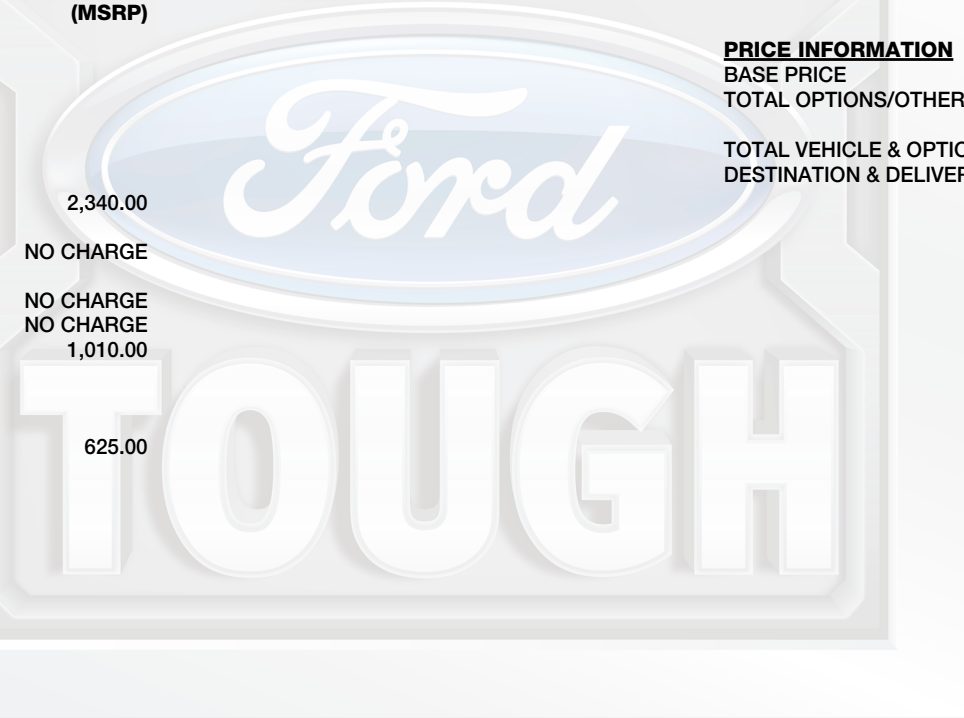 (MSRP)
2,340.00
NO CHARGE
NO CHARGE
NO CHARGE
1,010.00
625.00
PRICE INFORMATION
BASE PRICE
TOTAL OPTIONS/OTHER
TOTAL VEHICLE & OPTIO
DESTINATION & DELIVER
Ford
TOUGH